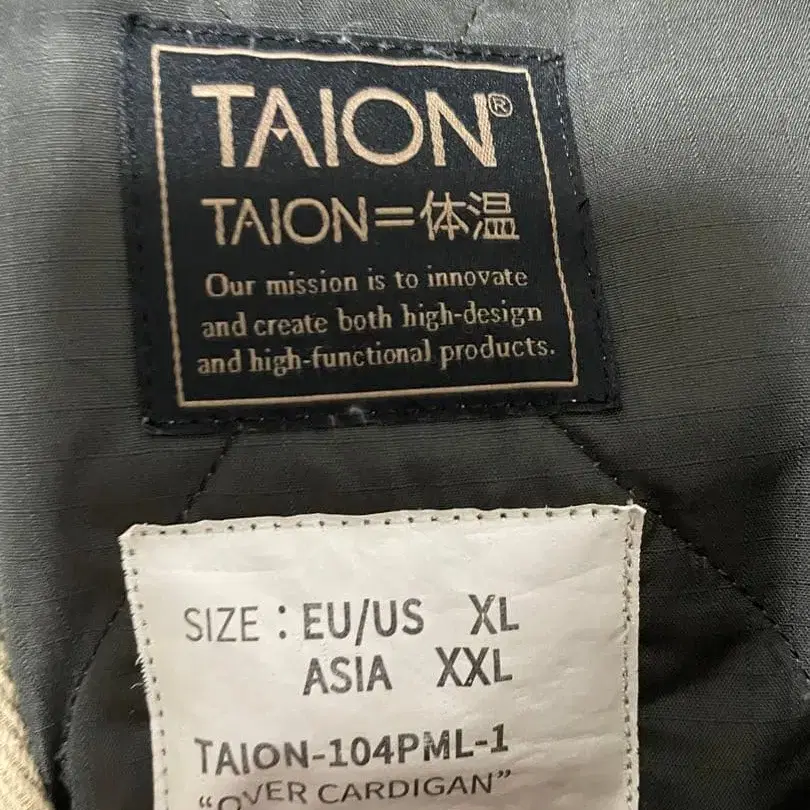 TAION®
TAION=体温
Our mission is to innovate
and create both high-design
and high-functional products.
SIZE : EU/US XL
ASIA XXL
TAION-104PML-1
“OVER CARDIGAN”